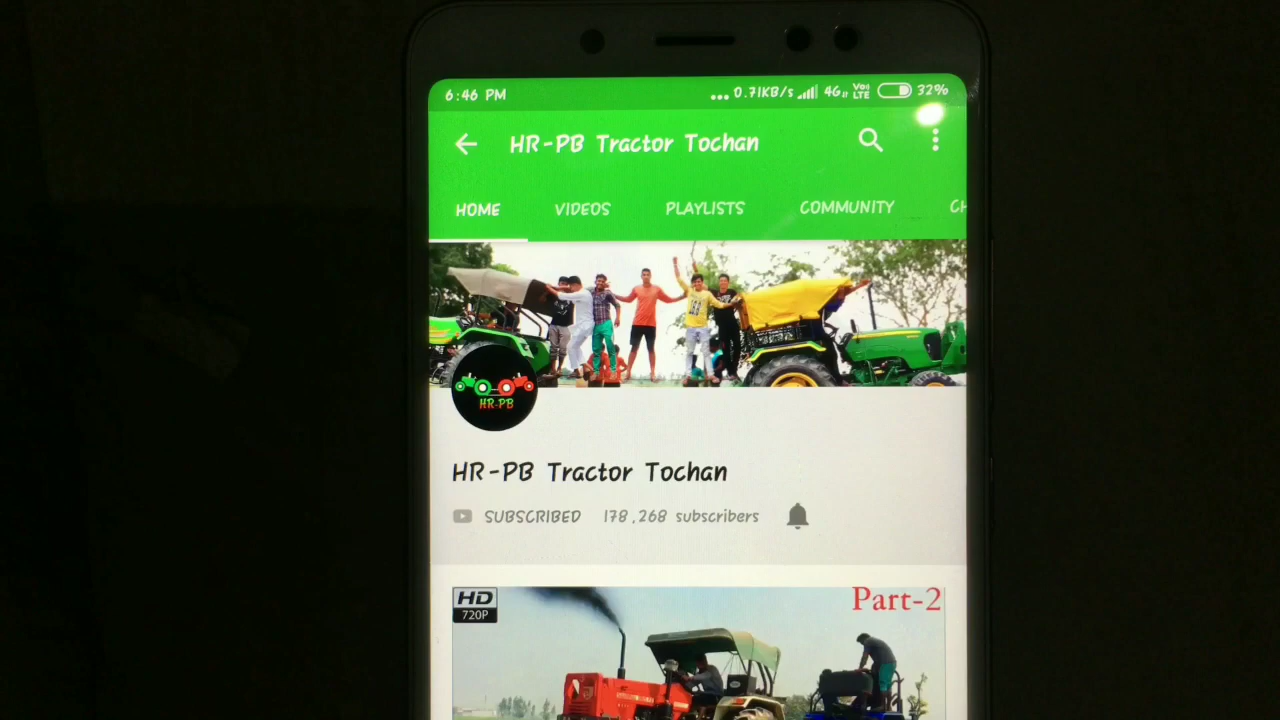 6:46 PM ... 0.71KB/s 4G Vo) LTE 32%
HR-PB Tractor Tochan
HOME VIDEOS PLAYLISTS COMMUNITY CH
HR-PB
HR-PB Tractor Tochan
SUBSCRIBED 178,268 subscribers
HD Part-2
720P